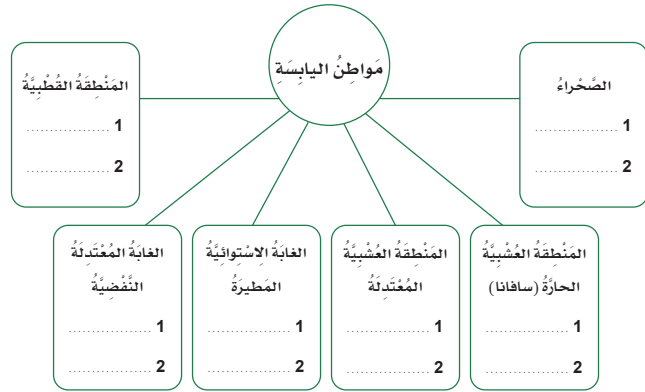 مَواطِنُ اليابِسَةِ
الصَّحْراءُ
1 ............
2 ............
المَنْطِقَةُ العُشْبِيَّةُ
الحارَّةُ (سافانا)
1 ............
2 ............
المَنْطِقَةُ العُشْبِيَّةُ
المُعْتَدِلَةُ
1 ............
2 ............
الغابَةُ الاِسْتِوائِيَّةُ
المَطيرَةُ
1 ............
2 ............
الغابَةُ المُعْتَدِلَةُ
النَّفْضِيَّةُ
1 ............
2 ............
المَنْطِقَةُ القُطْبِيَّةُ
1 ............
2 ............